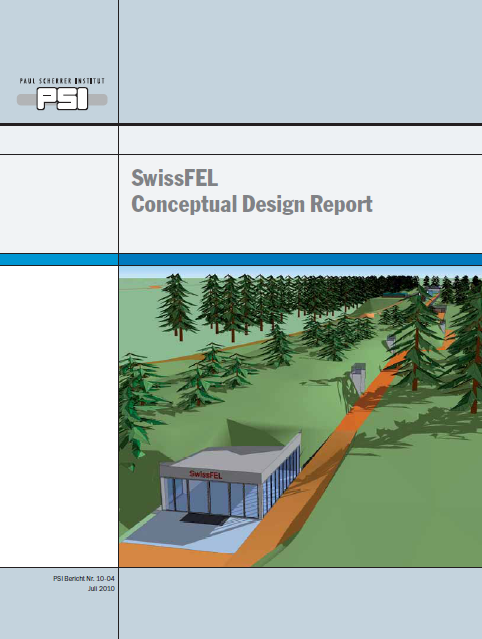 PAUL SCHERRER INSTITUT
PSI
SwissFEL
Conceptual Design Report
SwissFEL
PSI Bericht Nr. 10-04
Juli 2010